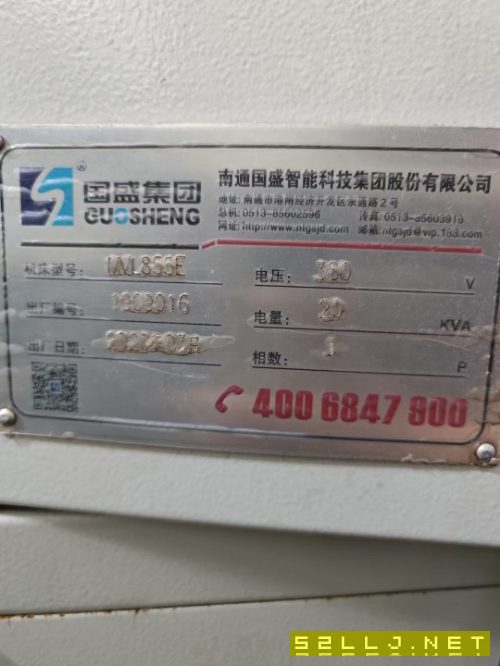 国盛集团
GUOSHENG
南通国盛智能科技集团股份有限公司
地址: 南通市港闸经济开发区永通路2号
总机: 0513-85602596 传真: 0513-85603916
网址: http://www.ntgsjd.com 邮箱: ntgsjd@vip.163.com
机床型号: WL855E 电压: 380 V
出厂编号: 1909016 电量: 20 KVA
出厂日期: 相数: 3 P
400 6847 900
52LLJ.NET